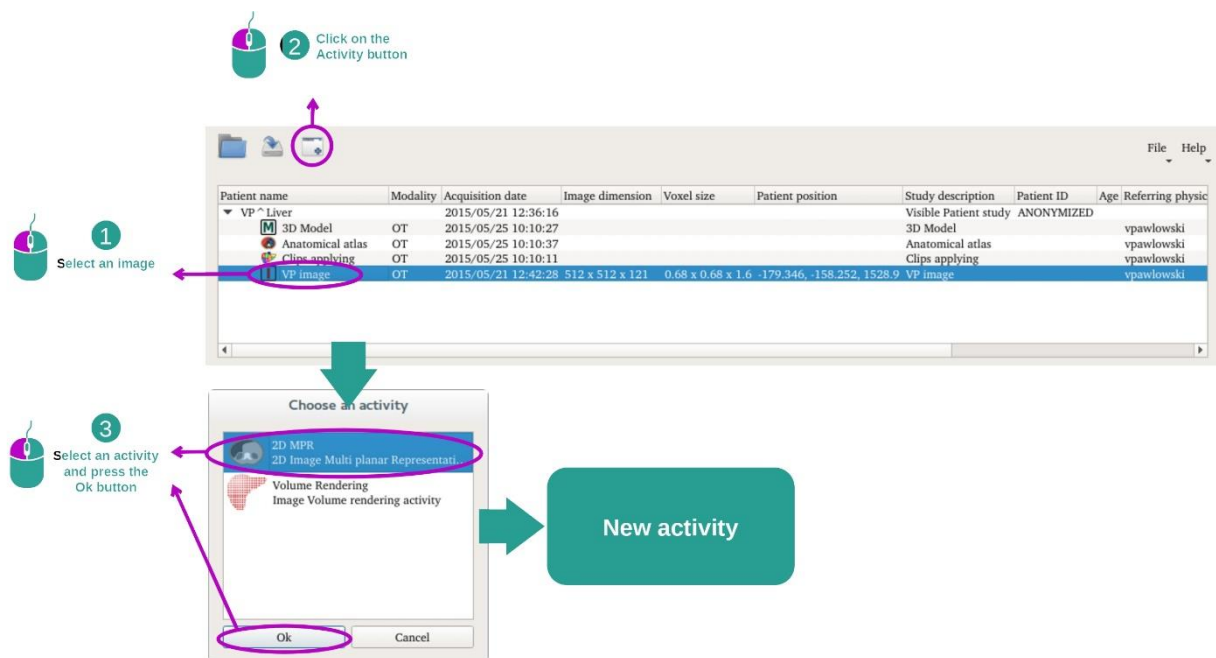 2
Click on the
Activity button
File Help
Patient name Modality Acquisition date Image dimension Voxel size Patient position Study description Patient ID Age Referring physic
VP^Liver 2015/05/21 12:36:16 Visible Patient study ANONYMIZED
M 3D Model OT 2015/05/25 10:10:27 3D Model vpawlowski
Anatomical atlas OT 2015/05/25 10:10:37 Anatomical atlas vpawlowski
Clips applying OT 2015/05/25 10:10:11 Clips applying vpawlowski
VP image OT 2015/05/21 12:42:28 512 x 512 x 121 0.68 x 0.68 x 1.6 -179.346, -158.252, 1528.9 VP image vpawlowski
1
Select an image
Choose an activity
2D MPR
2D Image Multi planar Representati...
Volume Rendering
Image Volume rendering activity
Ok Cancel
3
Select an activity
and press the
Ok button
New activity